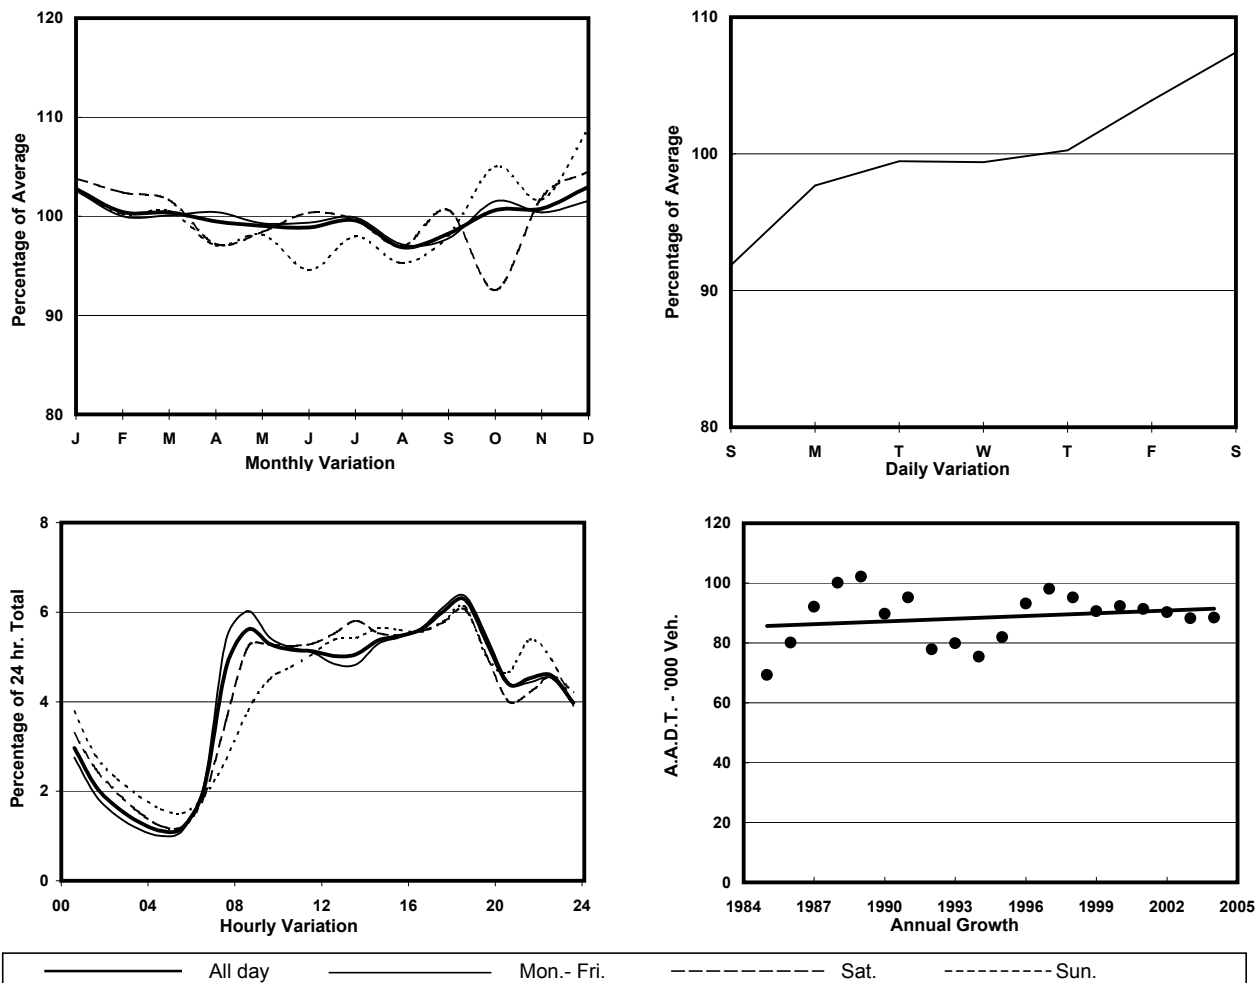 120
110
100
90
80
Percentage of Average
J F M A M J J A S O N D
Monthly Variation
110
100
90
80
Percentage of Average
S M T W T F S
Daily Variation
8
6
4
2
0
Percentage of 24 hr. Total
00 04 08 12 16 20 24
Hourly Variation
120
100
80
60
40
20
0
A.A.D.T. - '000 Veh.
1984 1987 1990 1993 1996 1999 2002 2005
Annual Growth
All day Mon.- Fri. Sat. Sun.